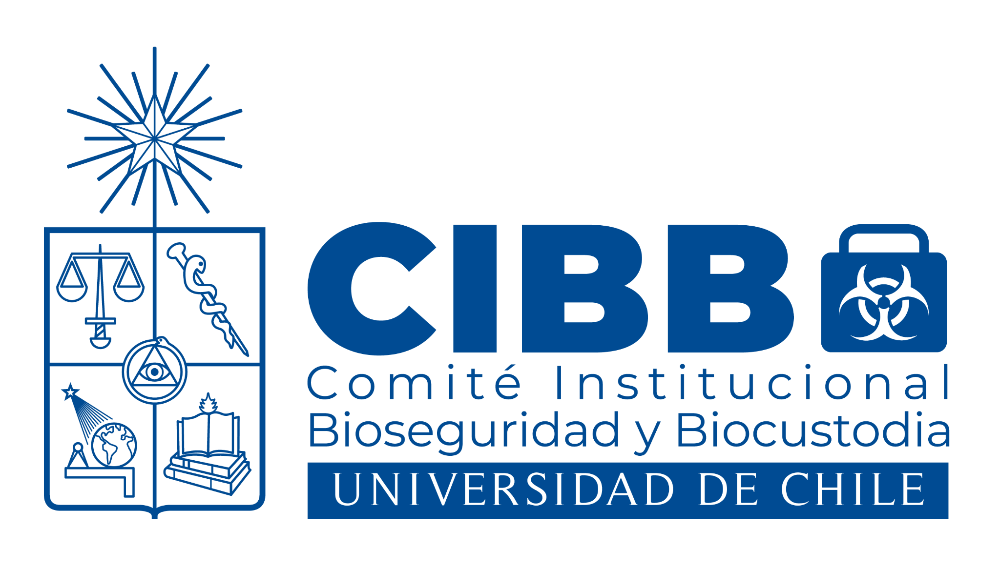 CIBB
Comité Institucional
Bioseguridad y Biocustodia
UNIVERSIDAD DE CHILE